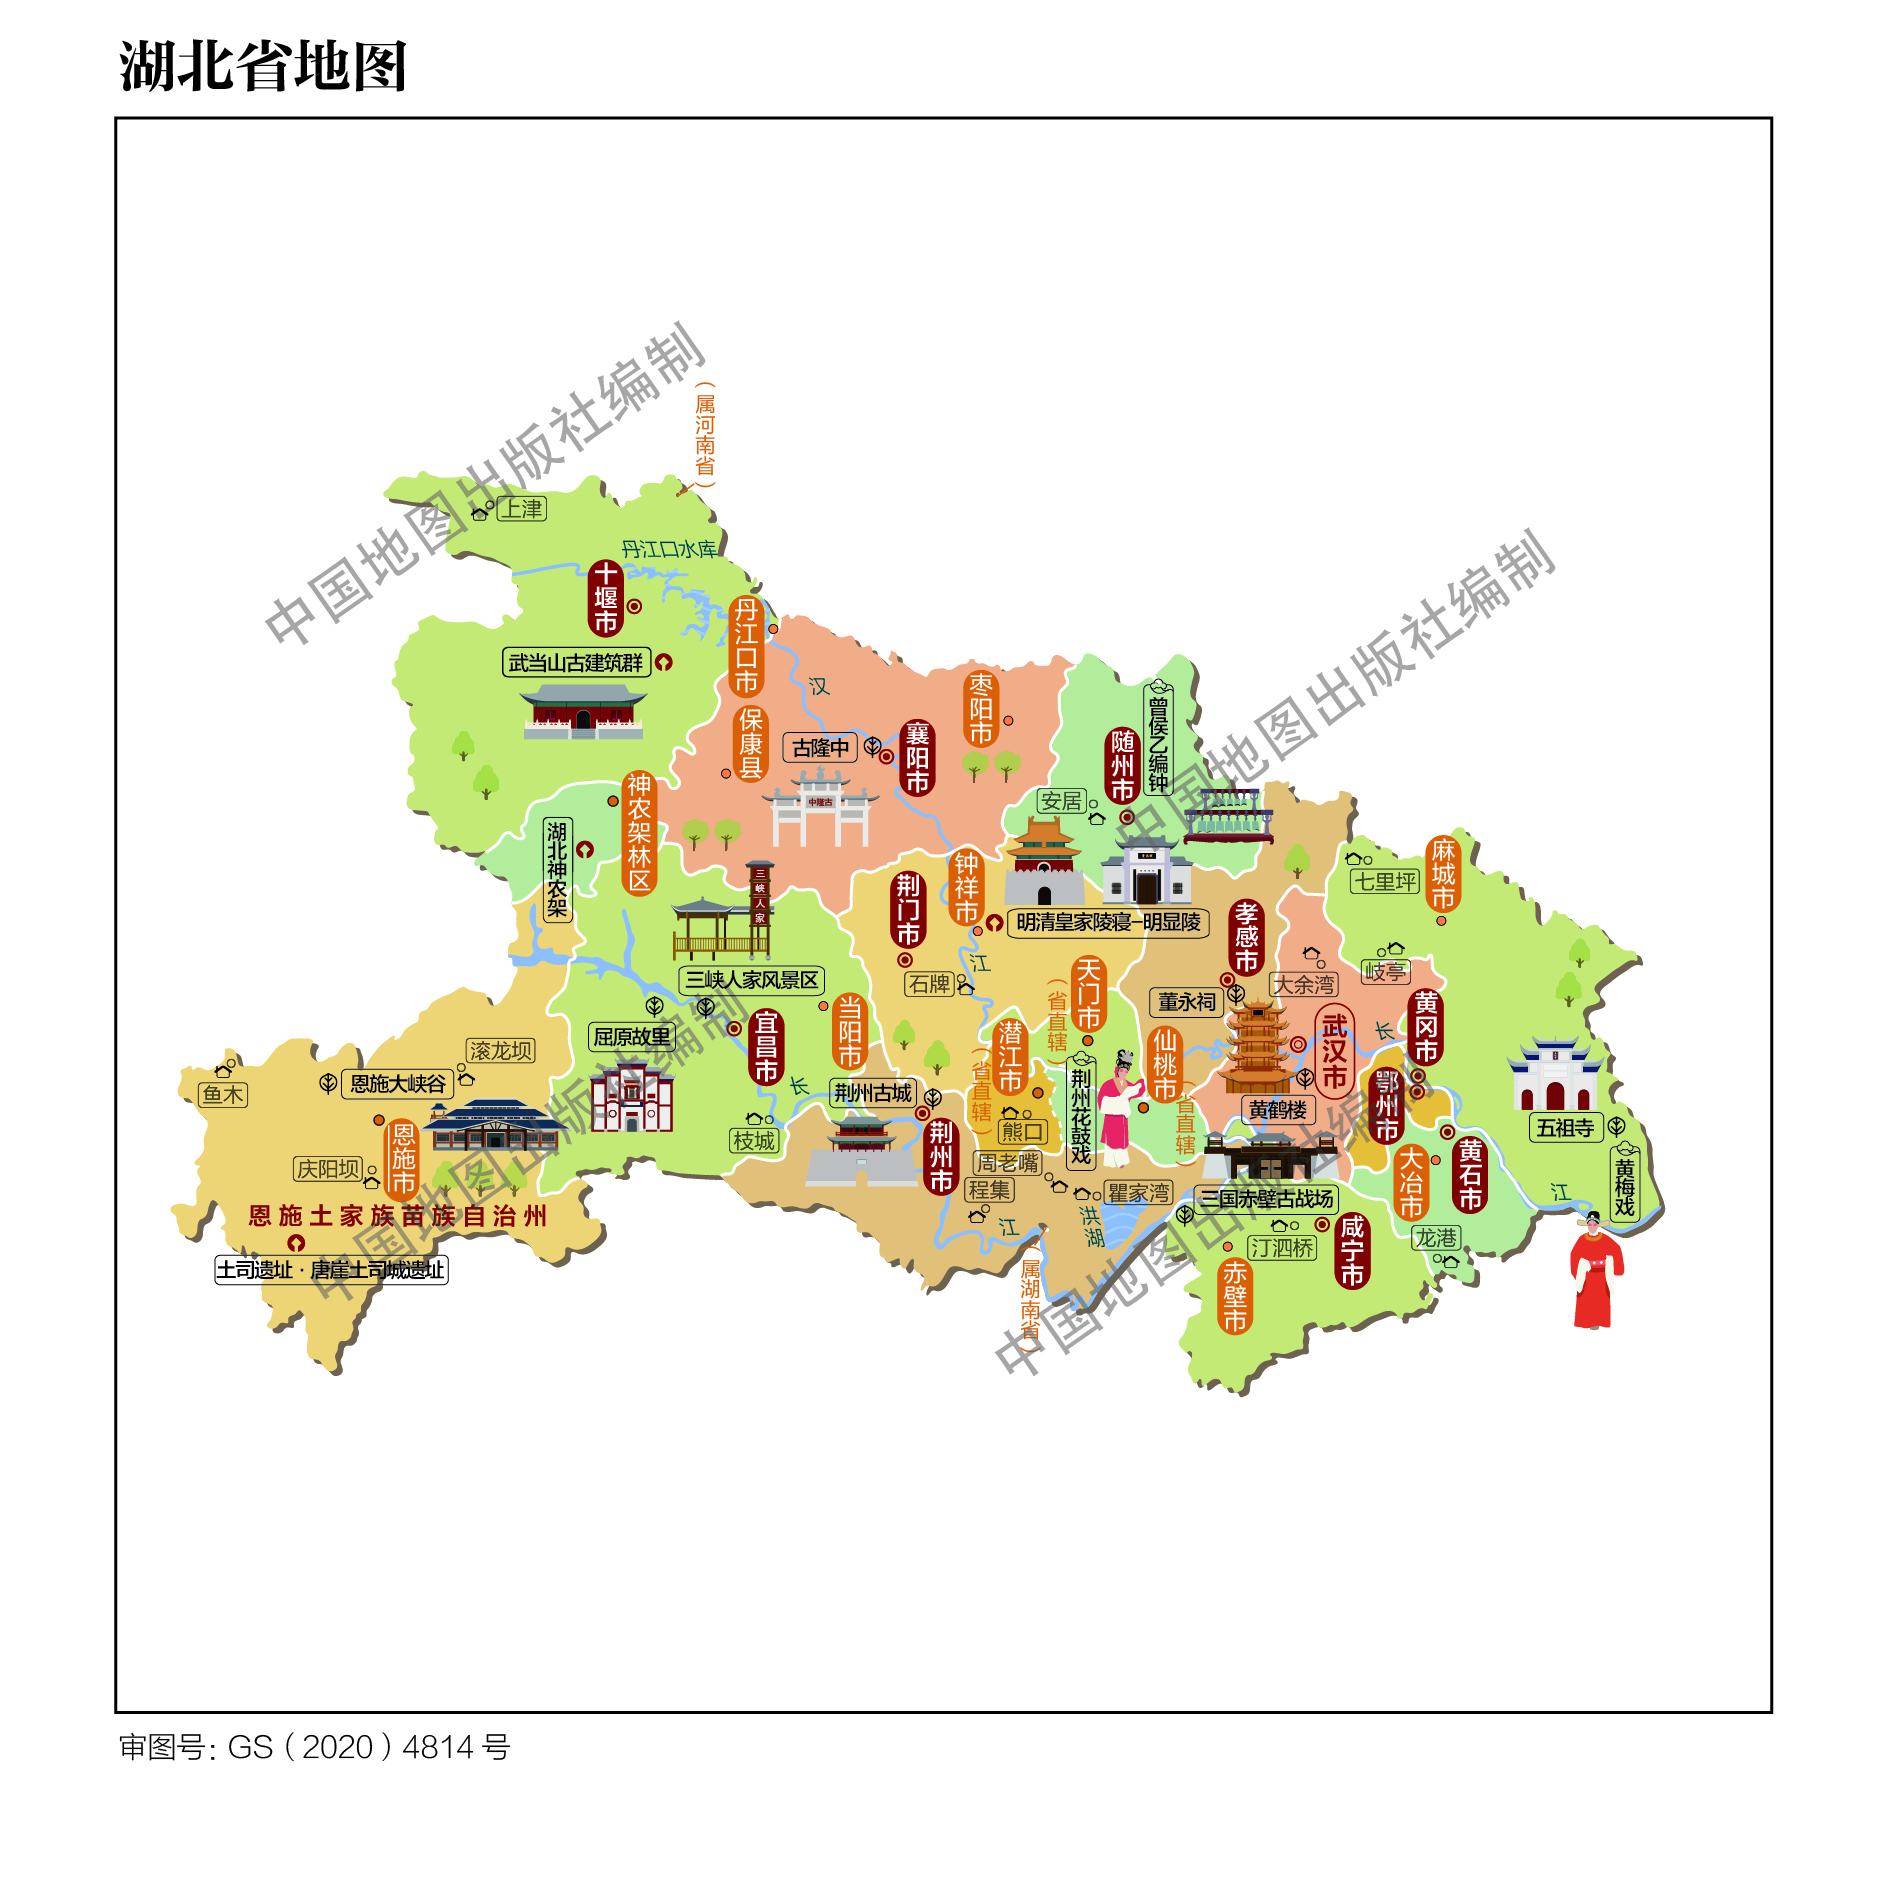 湖北省地图
中国地图出版社编制
(属河南省)
上津
丹江口水库
十堰市
中国地图出版社编制
丹江口市
武当山古建筑群
汉
枣阳市
曾侯乙编钟
保康县
襄阳市
随州市
古隆中
神农架林区
安居
中隆古
湖北神农架
麻城市
七里坪
钟祥市
荆门市
三峡人家
孝感市
明清皇家陵寝-明显陵
江
三峡人家风景区
石牌
天门市
(省直辖)
大余湾
岐亭
董永祠
黄冈市
当阳市
中国地图出版社编制
宜昌市
屈原故里
潜江市
(省直辖)
仙桃市
(省直辖)
武汉市
长
滚龙坝
恩施大峡谷
鱼木
长
荆州古城
荆州花鼓戏
鄂州市
黄鹤楼
中国地图出版社编制
五祖寺
恩施市
枝城
熊口
荆州市
庆阳坝
周老嘴
程集
瞿家湾
大冶市
黄石市
黄梅戏
江
三国赤壁古战场
恩施土家族苗族自治州
洪湖
江
汀泗桥
咸宁市
龙港
土司遗址·唐崖土司城遗址
(属湖南省)
赤壁市
审图号：GS（2020）4814 号